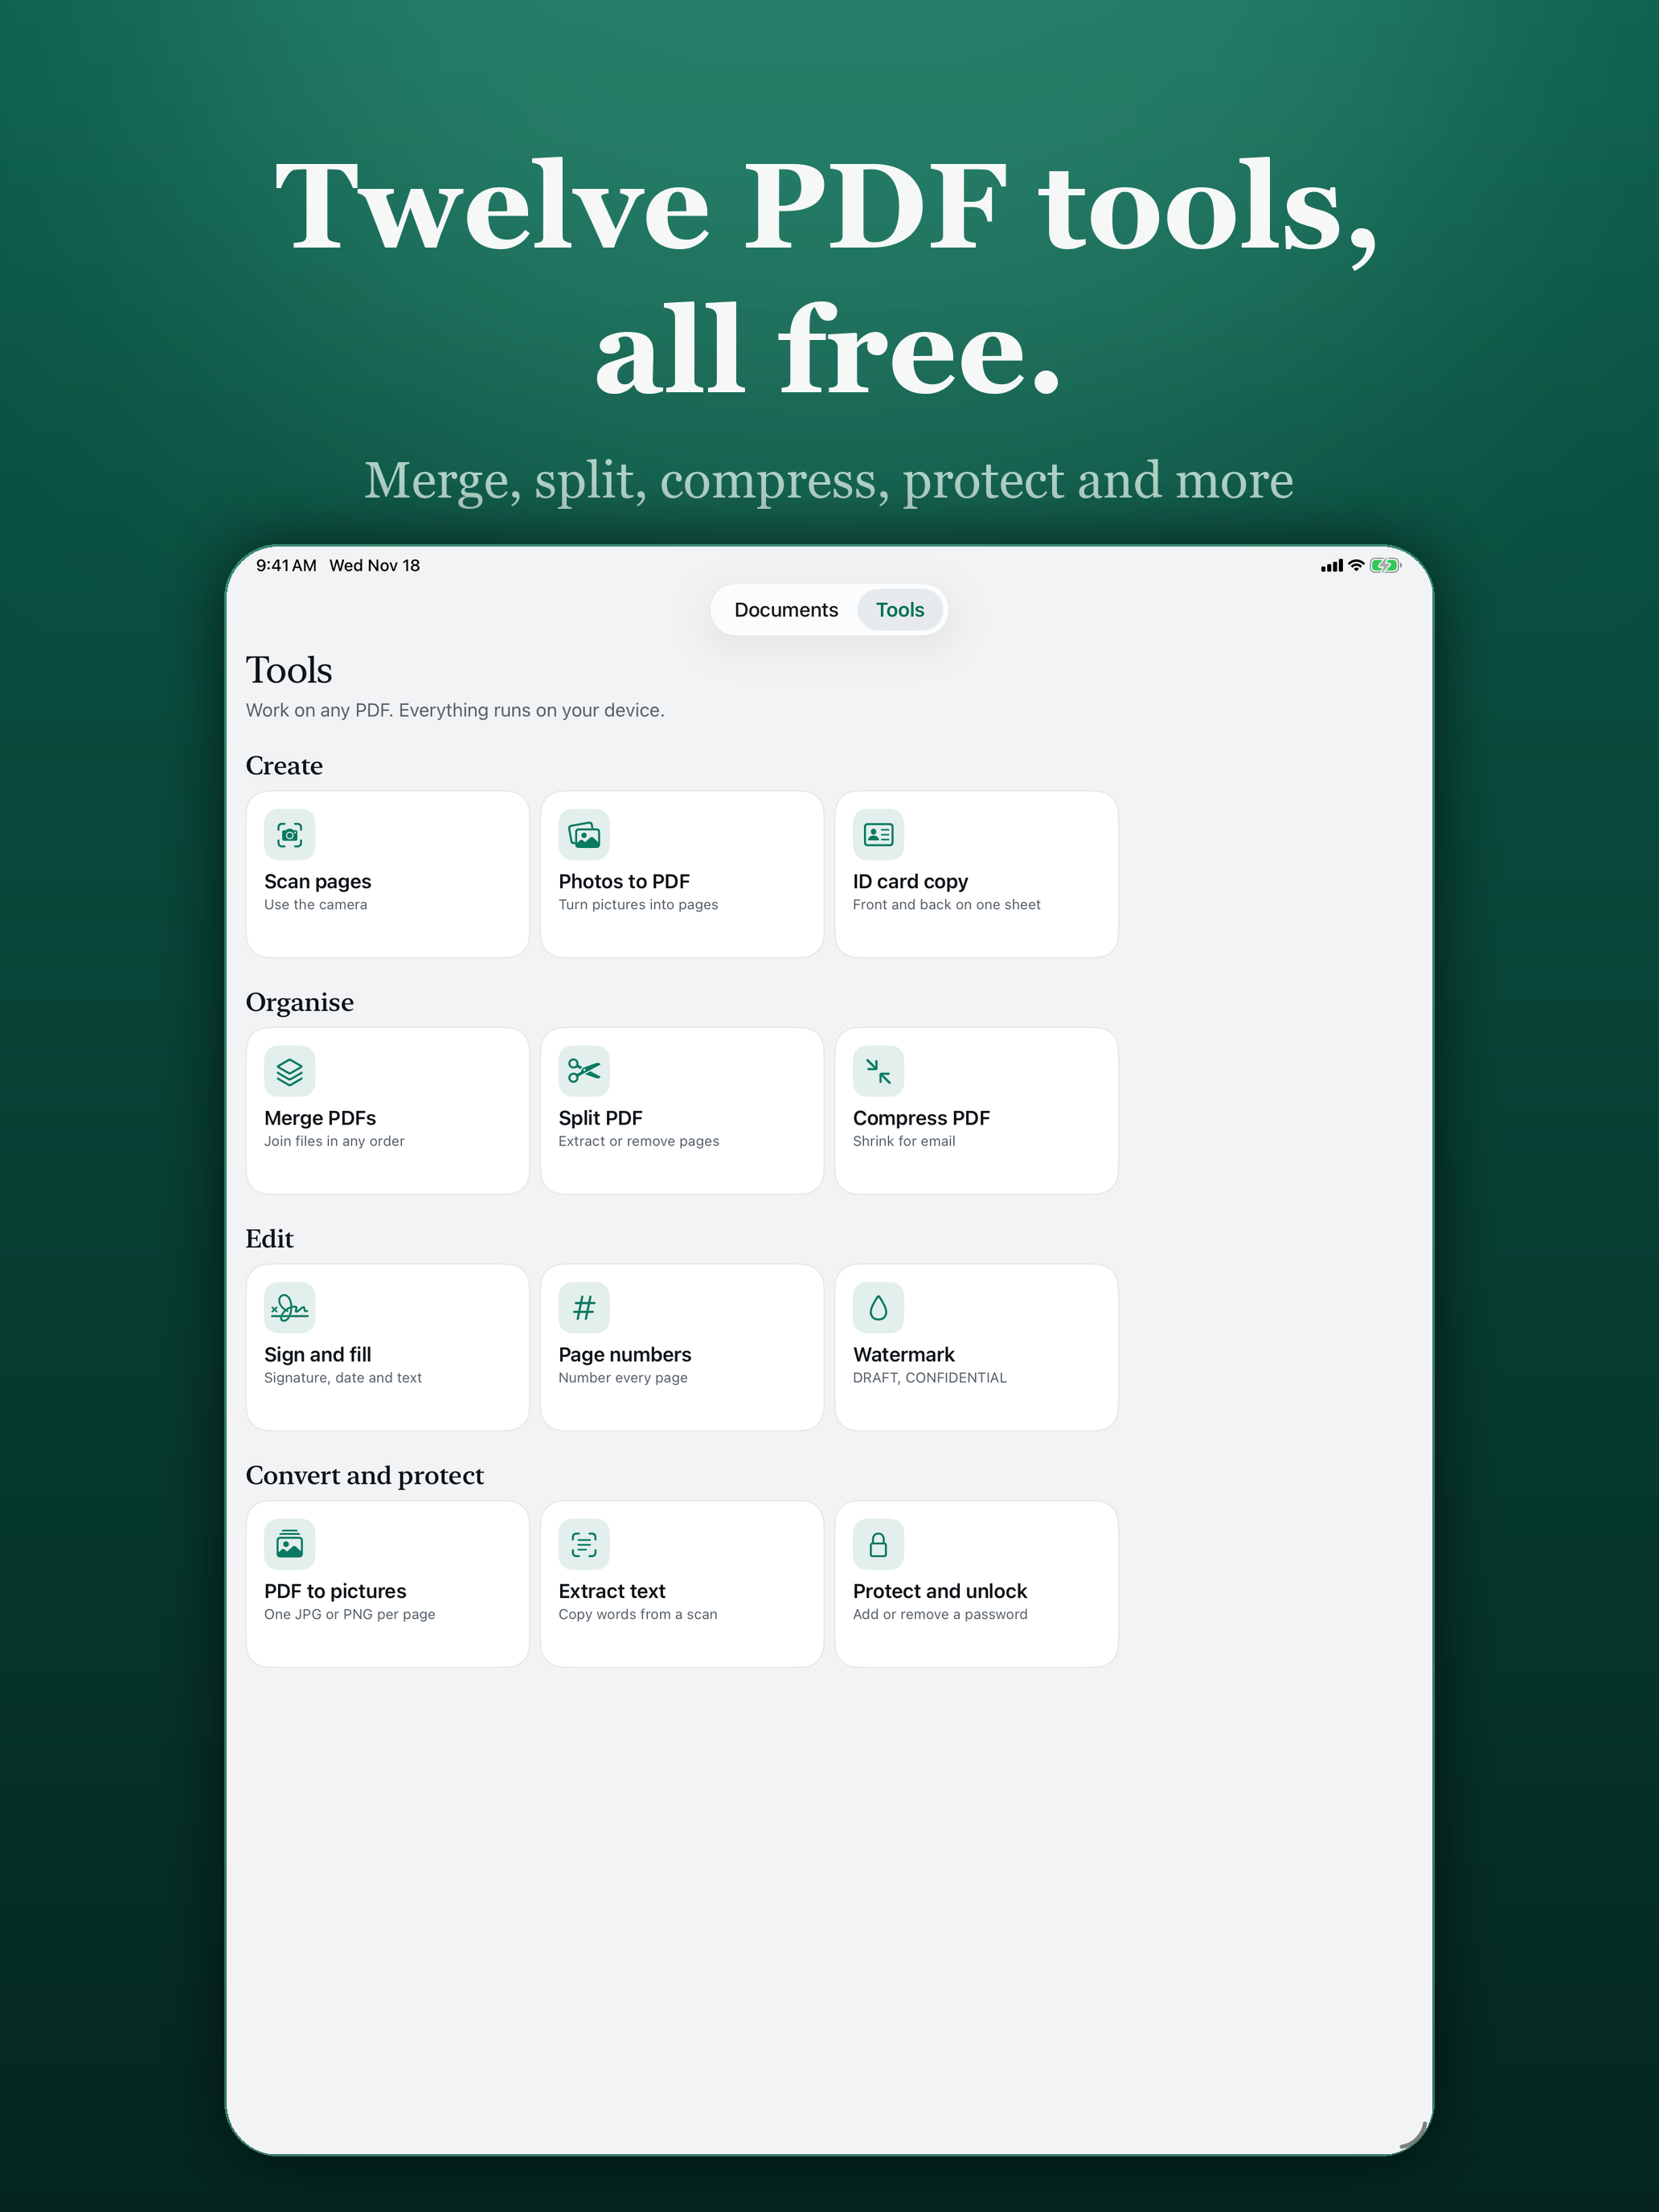 Twelve PDF tools,
all free.
Merge, split, compress, protect and more
9:41 AM Wed Nov 18
Documents Tools
Tools
Work on any PDF. Everything runs on your device.
Create
Scan pages
Use the camera
Photos to PDF
Turn pictures into pages
ID card copy
Front and back on one sheet
Organise
Merge PDFs
Join files in any order
Split PDF
Extract or remove pages
Compress PDF
Shrink for email
Edit
Sign and fill
Signature, date and text
Page numbers
Number every page
Watermark
DRAFT, CONFIDENTIAL
Convert and protect
PDF to pictures
One JPG or PNG per page
Extract text
Copy words from a scan
Protect and unlock
Add or remove a password